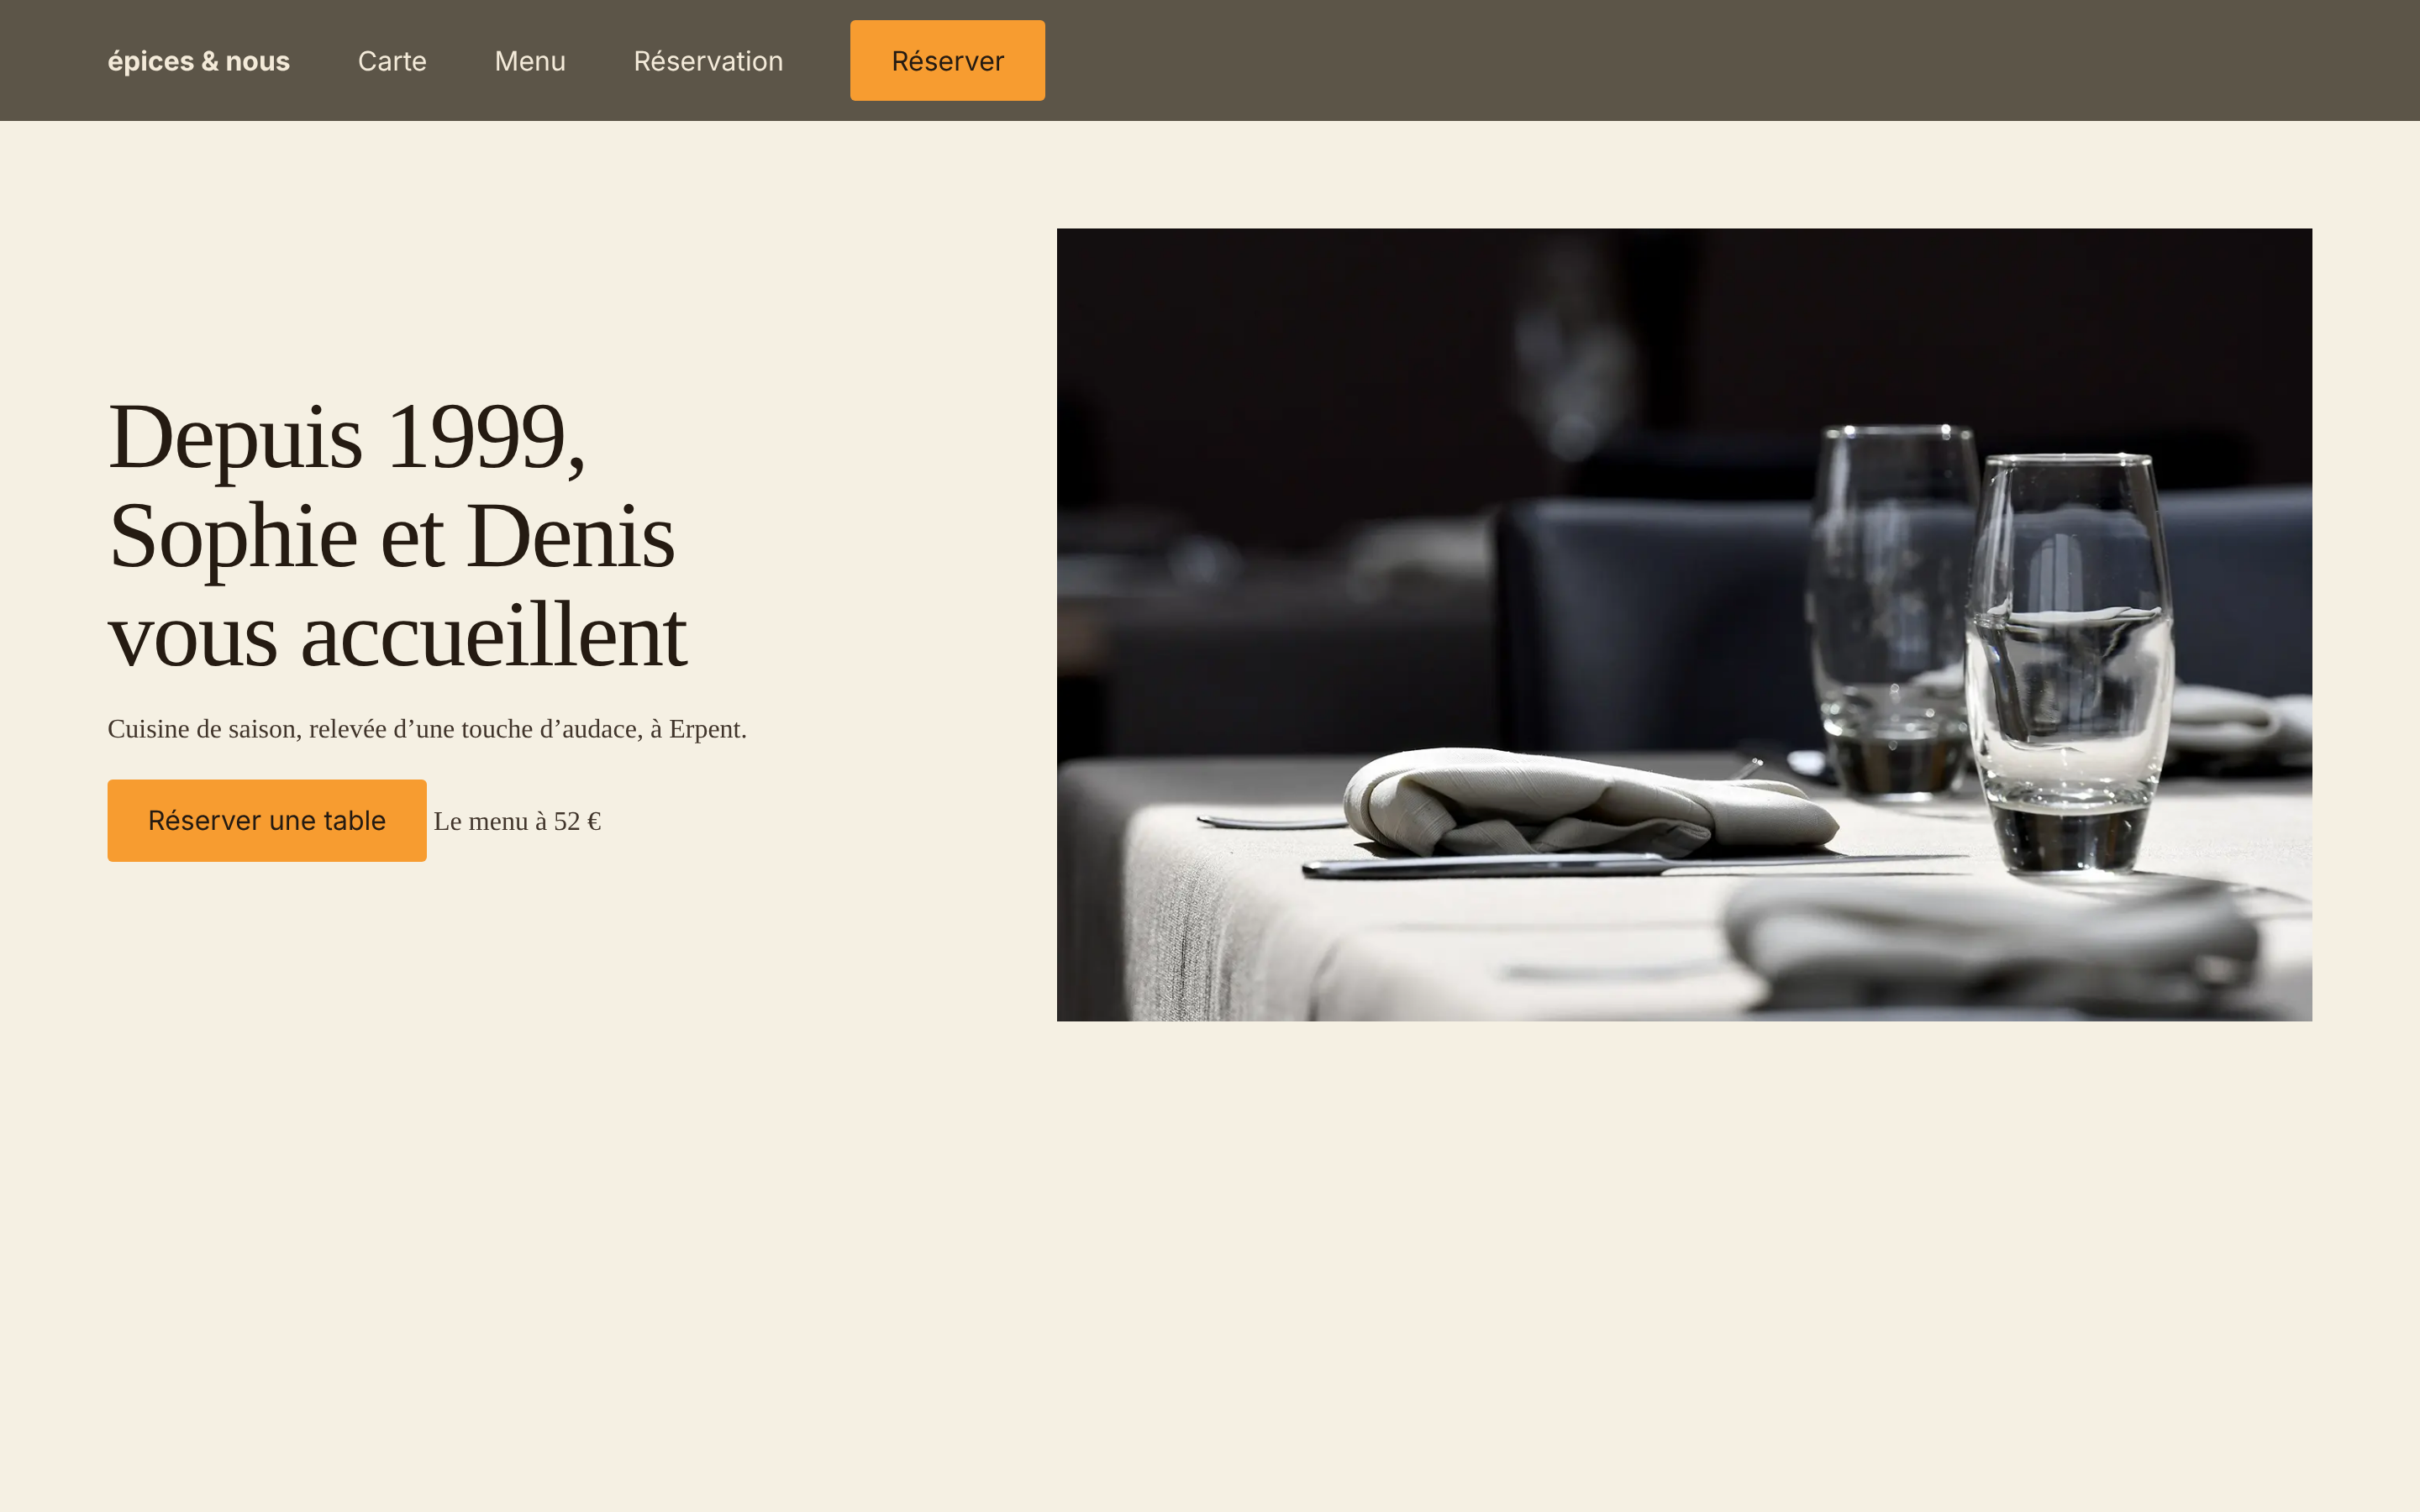 épices & nous
Carte
Menu
Réservation
Réserver
Depuis 1999,
Sophie et Denis
vous accueillent
Cuisine de saison, relevée d’une touche d’audace, à Erpent.
Réserver une table
Le menu à 52 €